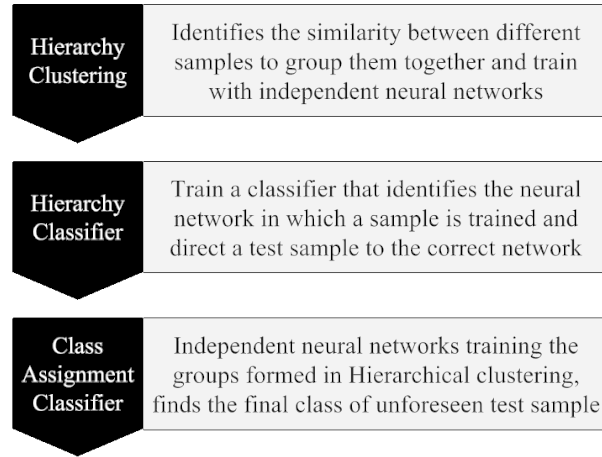 Hierarchy
Clustering
Identifies the similarity between different
samples to group them together and train
with independent neural networks
Hierarchy
Classifier
Train a classifier that identifies the neural
network in which a sample is trained and
direct a test sample to the correct network
Class
Assignment
Classifier
Independent neural networks training the
groups formed in Hierarchical clustering,
finds the final class of unforeseen test sample